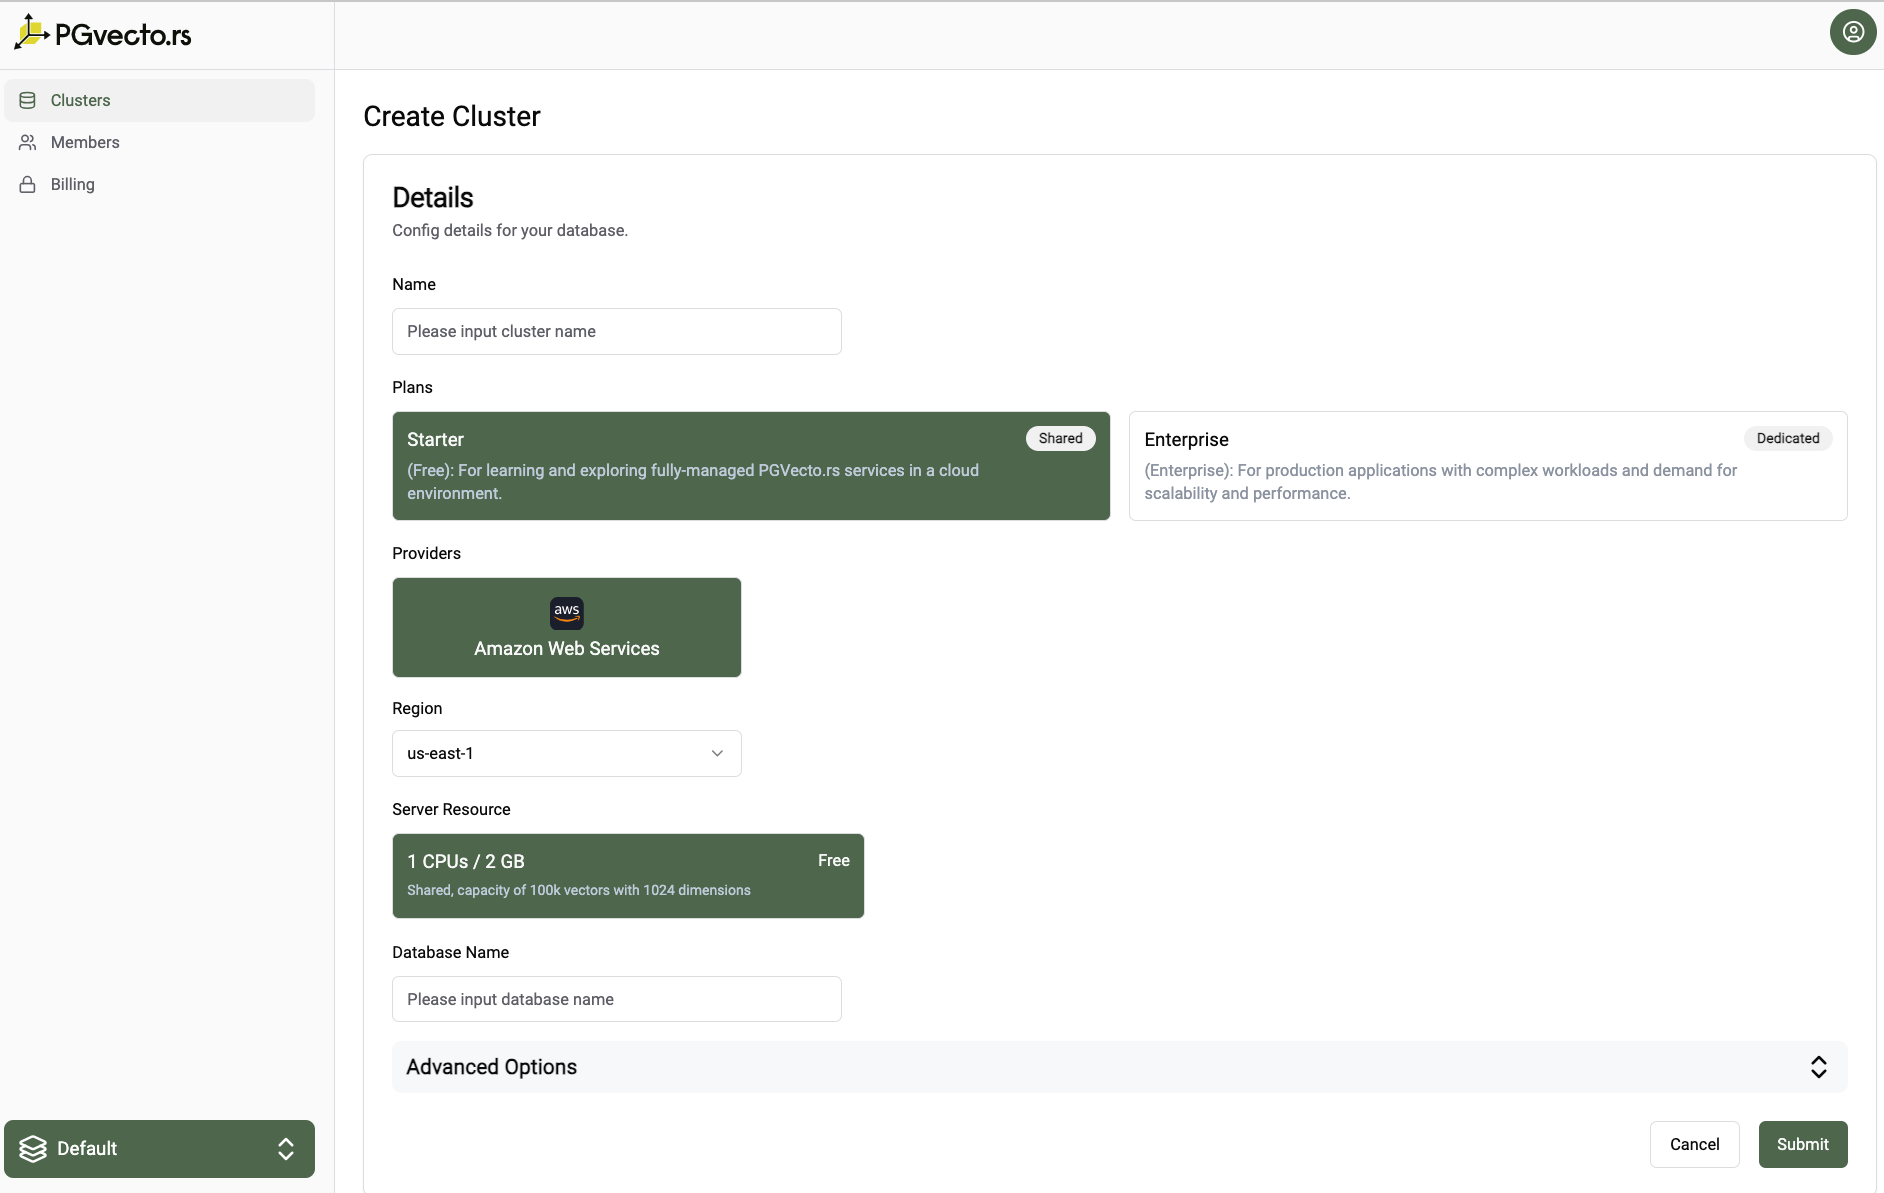 PGvecto.rs
Clusters
Members
Billing
Default
Create Cluster
Details
Config details for your database.
Name
Please input cluster name
Plans
Starter
Shared
(Free): For learning and exploring fully-managed PGVecto.rs services in a cloud
environment.
Enterprise
Dedicated
(Enterprise): For production applications with complex workloads and demand for
scalability and performance.
Providers
aws
Amazon Web Services
Region
us-east-1
Server Resource
1 CPUs / 2 GB
Free
Shared, capacity of 100k vectors with 1024 dimensions
Database Name
Please input database name
Advanced Options
Cancel
Submit